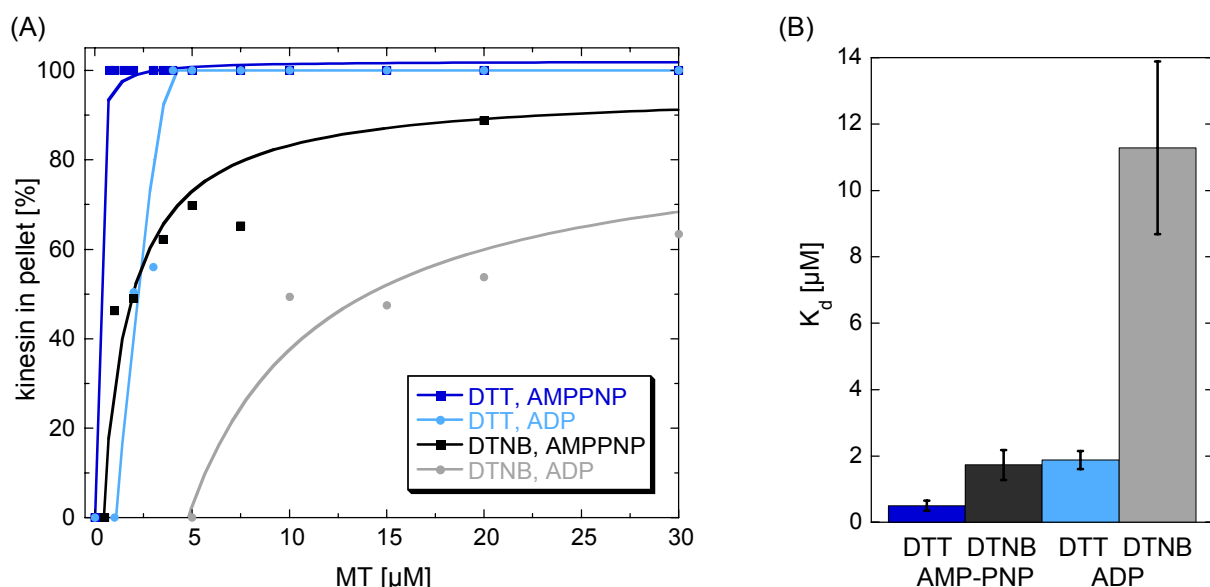 (A)
100
80
60
40
20
0
kinesin in pellet [%]
0 5 10 15 20 25 30
MT [µM]
DTT, AMPPNP
DTT, ADP
DTNB, AMPPNP
DTNB, ADP
(B)
14
12
10
8
6
4
2
0
Kd [µM]
DTT DTNB DTT DTNB
AMP-PNP ADP